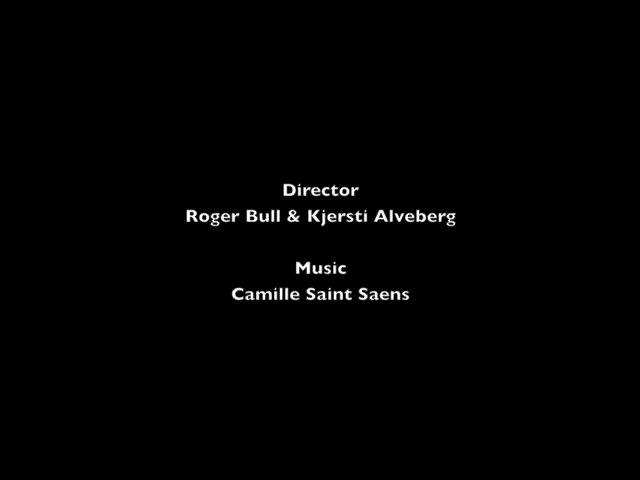 Director
Roger Bull & Kjersti Alveberg
Music
Camille Saint Saens